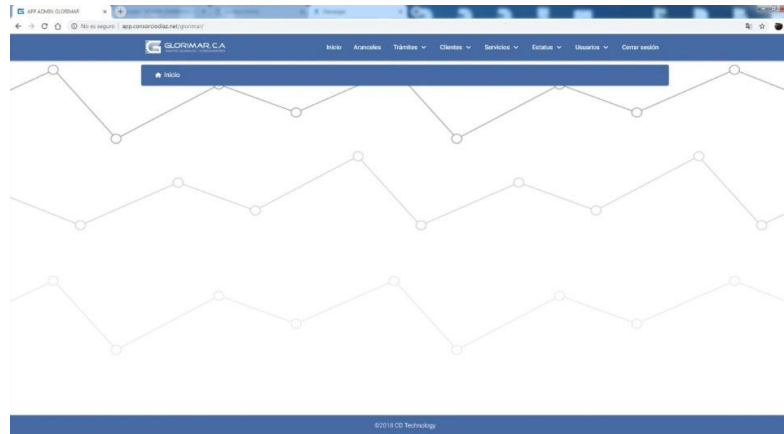 APP ADMIN GLORIMAR
No es seguro | app.consorciodiaz.net/glorimar/
GLORIMAR, C.A
Inicio Aranceles Trámites Clientes Servicios Estatus Usuarios Cerrar sesión
Inicio
©2018 CD Technology